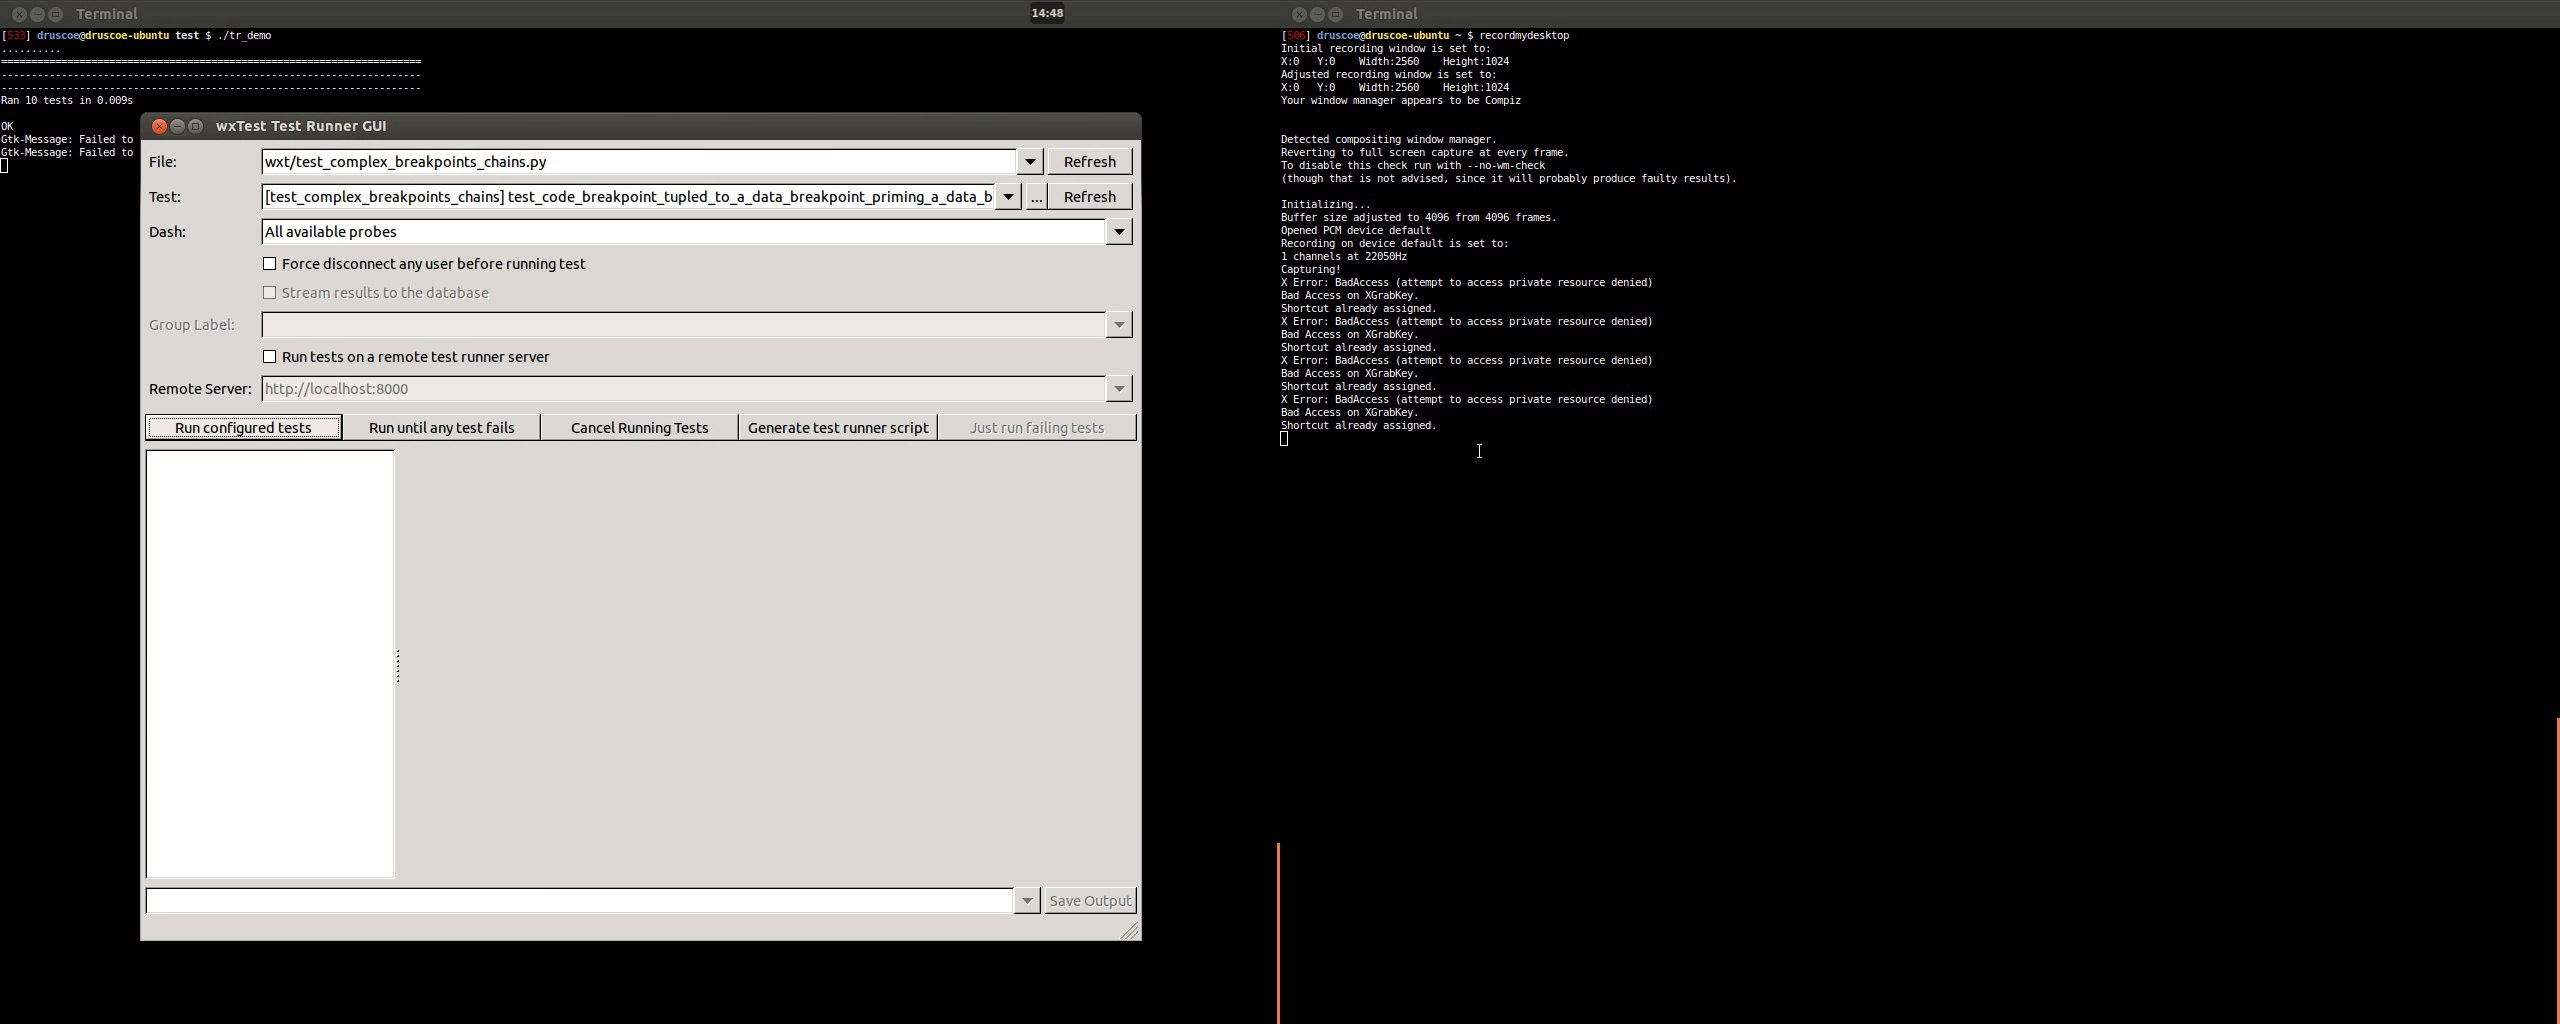 Terminal
14:48
Terminal
[533] druscoe@druscoe-ubuntu test $ ./tr_demo
..........
======================================================================
----------------------------------------------------------------------
----------------------------------------------------------------------
Ran 10 tests in 0.009s
OK
Gtk-Message: Failed to
Gtk-Message: Failed to
wxTest Test Runner GUI
File: wxt/test_complex_breakpoints_chains.py Refresh
Test: [test_complex_breakpoints_chains] test_code_breakpoint_tupled_to_a_data_breakpoint_priming_a_data_b ... Refresh
Dash: All available probes
Force disconnect any user before running test
Stream results to the database
Group Label:
Run tests on a remote test runner server
Remote Server: http://localhost:8000
Run configured tests Run until any test fails Cancel Running Tests Generate test runner script Just run failing tests
Save Output
[506] druscoe@druscoe-ubuntu ~ $ recordmydesktop
Initial recording window is set to:
X:0   Y:0    Width:2560    Height:1024
Adjusted recording window is set to:
X:0   Y:0    Width:2560    Height:1024
Your window manager appears to be Compiz
Detected compositing window manager.
Reverting to full screen capture at every frame.
To disable this check run with --no-wm-check
(though that is not advised, since it will probably produce faulty results).
Initializing...
Buffer size adjusted to 4096 from 4096 frames.
Opened PCM device default
Recording on device default is set to:
1 channels at 22050Hz
Capturing!
X Error: BadAccess (attempt to access private resource denied)
Bad Access on XGrabKey.
Shortcut already assigned.
X Error: BadAccess (attempt to access private resource denied)
Bad Access on XGrabKey.
Shortcut already assigned.
X Error: BadAccess (attempt to access private resource denied)
Bad Access on XGrabKey.
Shortcut already assigned.
X Error: BadAccess (attempt to access private resource denied)
Bad Access on XGrabKey.
Shortcut already assigned.